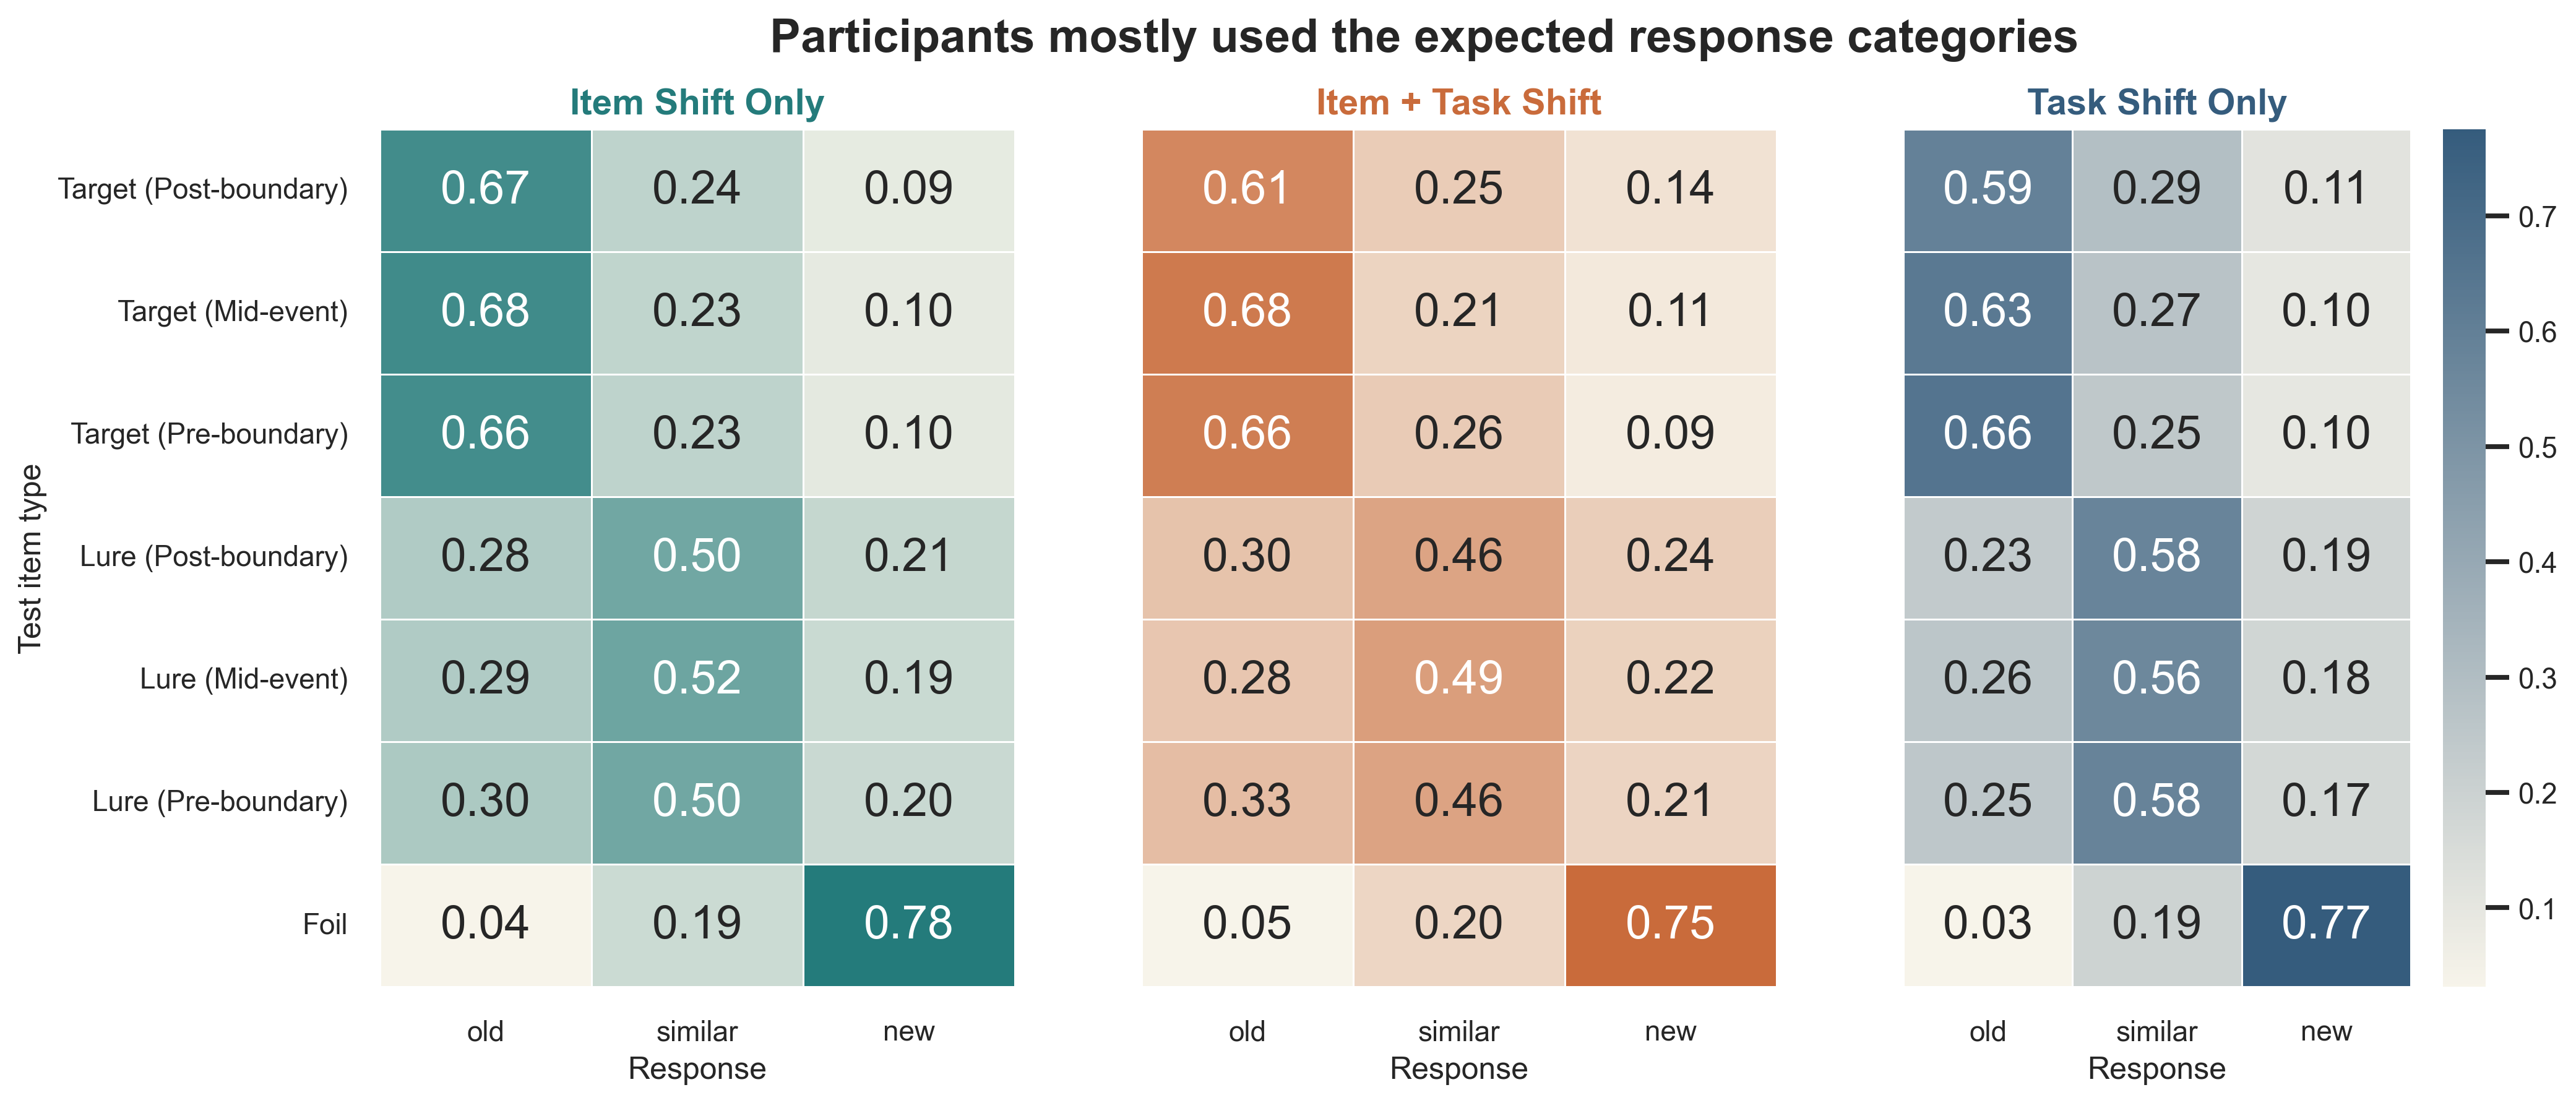 Participants mostly used the expected response categories
Item Shift Only
Item + Task Shift
Task Shift Only
Test item type
Target (Post-boundary) 0.67 0.24 0.09 0.61 0.25 0.14 0.59 0.29 0.11
Target (Mid-event) 0.68 0.23 0.10 0.68 0.21 0.11 0.63 0.27 0.10
Target (Pre-boundary) 0.66 0.23 0.10 0.66 0.26 0.09 0.66 0.25 0.10
Lure (Post-boundary) 0.28 0.50 0.21 0.30 0.46 0.24 0.23 0.58 0.19
Lure (Mid-event) 0.29 0.52 0.19 0.28 0.49 0.22 0.26 0.56 0.18
Lure (Pre-boundary) 0.30 0.50 0.20 0.33 0.46 0.21 0.25 0.58 0.17
Foil 0.04 0.19 0.78 0.05 0.20 0.75 0.03 0.19 0.77
old similar new old similar new old similar new
Response Response Response
0.7
0.6
0.5
0.4
0.3
0.2
0.1